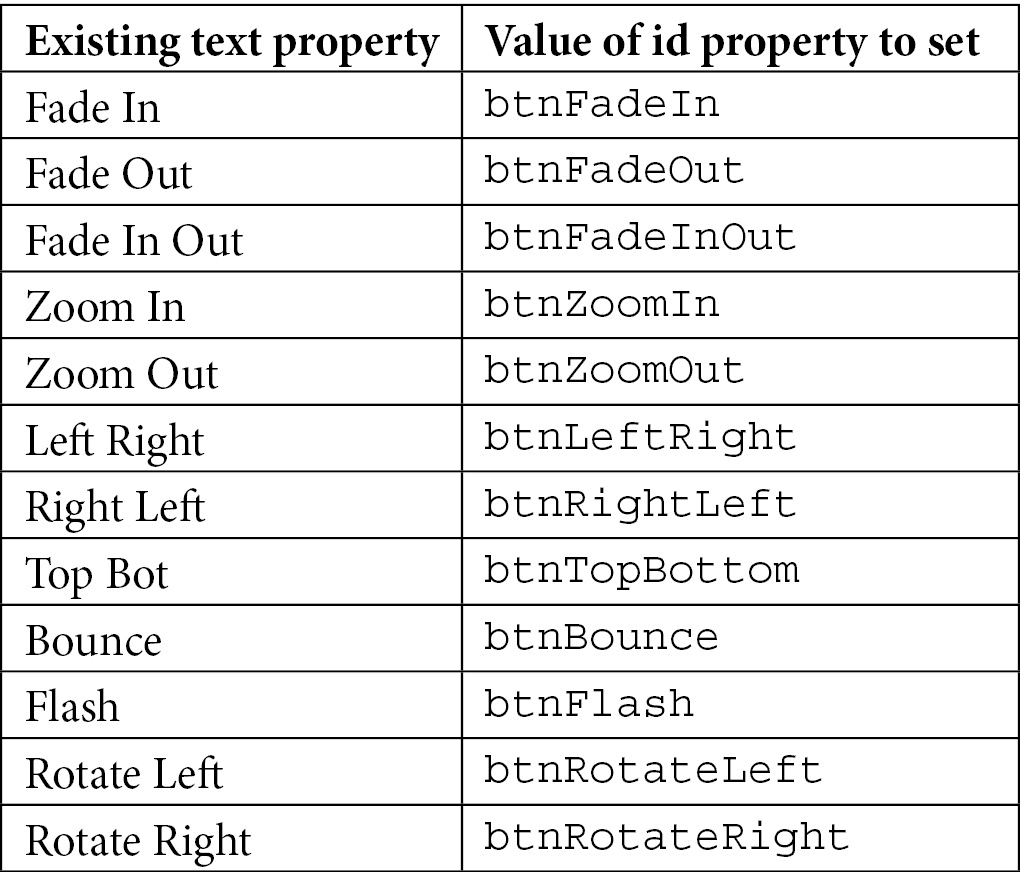 Existing text property Value of id property to set
Fade In btnFadeIn
Fade Out btnFadeOut
Fade In Out btnFadeInOut
Zoom In btnZoomIn
Zoom Out btnZoomOut
Left Right btnLeftRight
Right Left btnRightLeft
Top Bot btnTopBottom
Bounce btnBounce
Flash btnFlash
Rotate Left btnRotateLeft
Rotate Right btnRotateRight